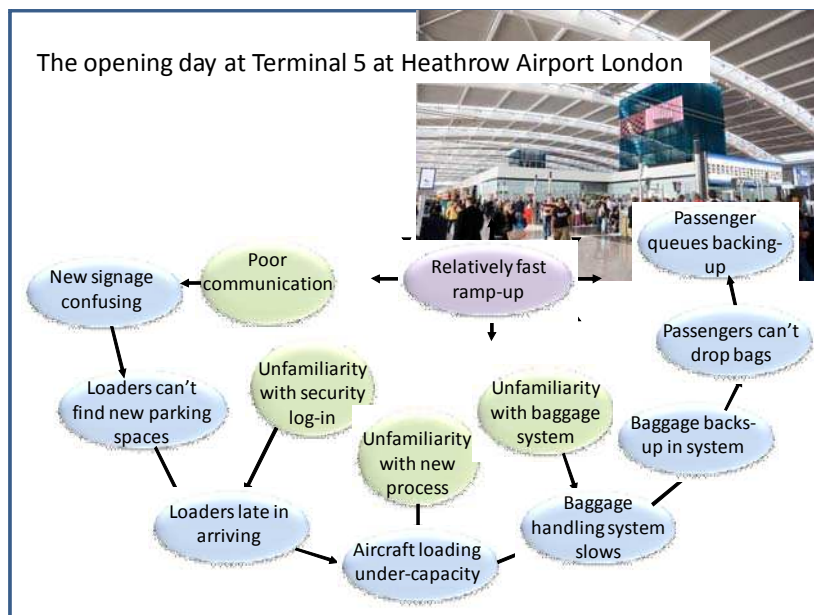 The opening day at Terminal 5 at Heathrow Airport London
Passenger
queues backing-
up
Poor
communication
Relatively fast
ramp-up
New signage
confusing
Passengers can't
drop bags
Unfamiliarity
with security
log-in
Unfamiliarity
with baggage
system
Loaders can't
find new parking
spaces
Unfamiliarity
with new
process
Baggage backs-
up in system
Loaders late in
arriving
Baggage
handling system
slows
Aircraft loading
under-capacity